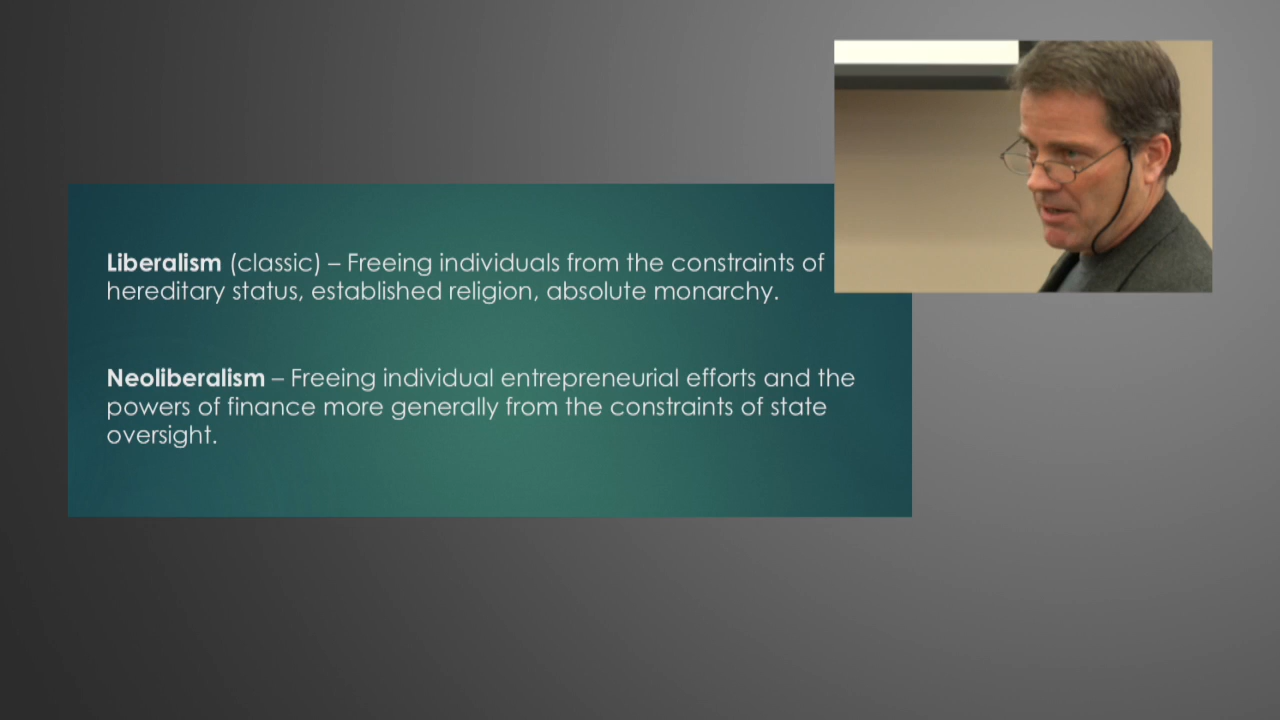 Liberalism (classic) – Freeing individuals from the constraints of
hereditary status, established religion, absolute monarchy.
Neoliberalism – Freeing individual entrepreneurial efforts and the
powers of finance more generally from the constraints of state
oversight.